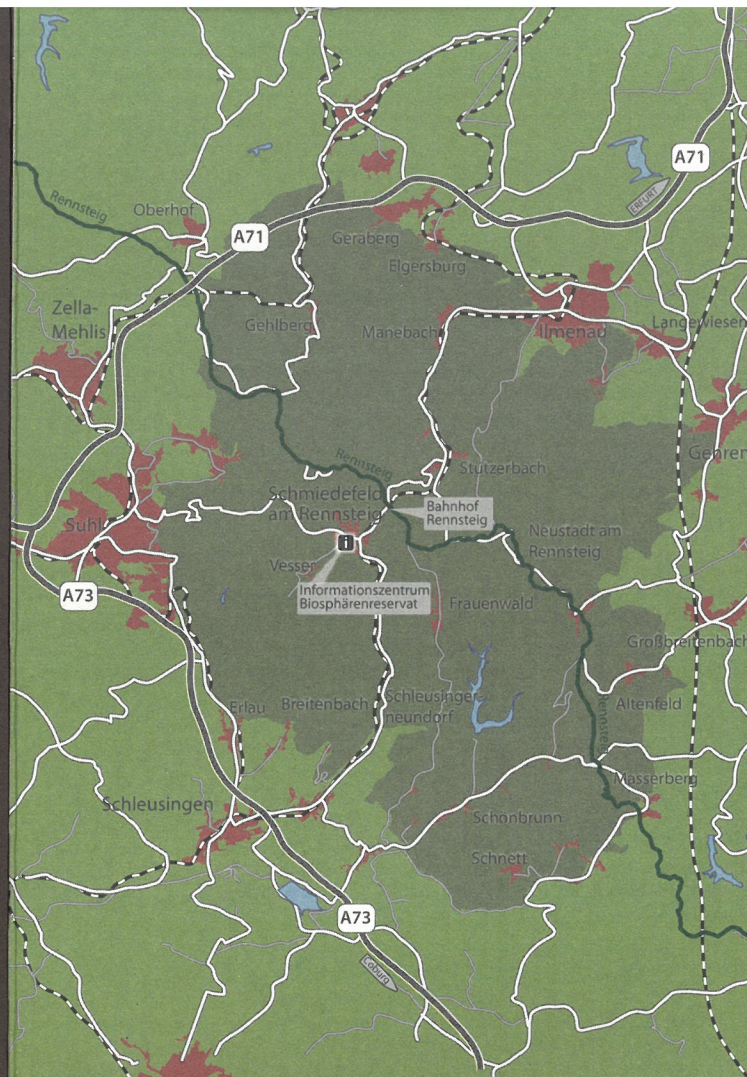 A71
ERFURT
Rennsteig
Oberhof
A71
Geraberg
Elgersburg
Zella-
Mehlis
Gehlberg
Manebach
Ilmenau
Langewiesen
Gehren
Rennsteig
Stützerbach
Schmiedefeld
am Rennsteig
Bahnhof
Rennsteig
Suhl
Neustadt am
Rennsteig
i
Vesser
A73
Informationszentrum
Biosphärenreservat
Frauenwald
Großbreitenbach
Erlau
Breitenbach
Schleusinger-
neundorf
Altenfeld
Rennsteig
Masserberg
Schleusingen
Schönbrunn
Schnett
A73
Coburg